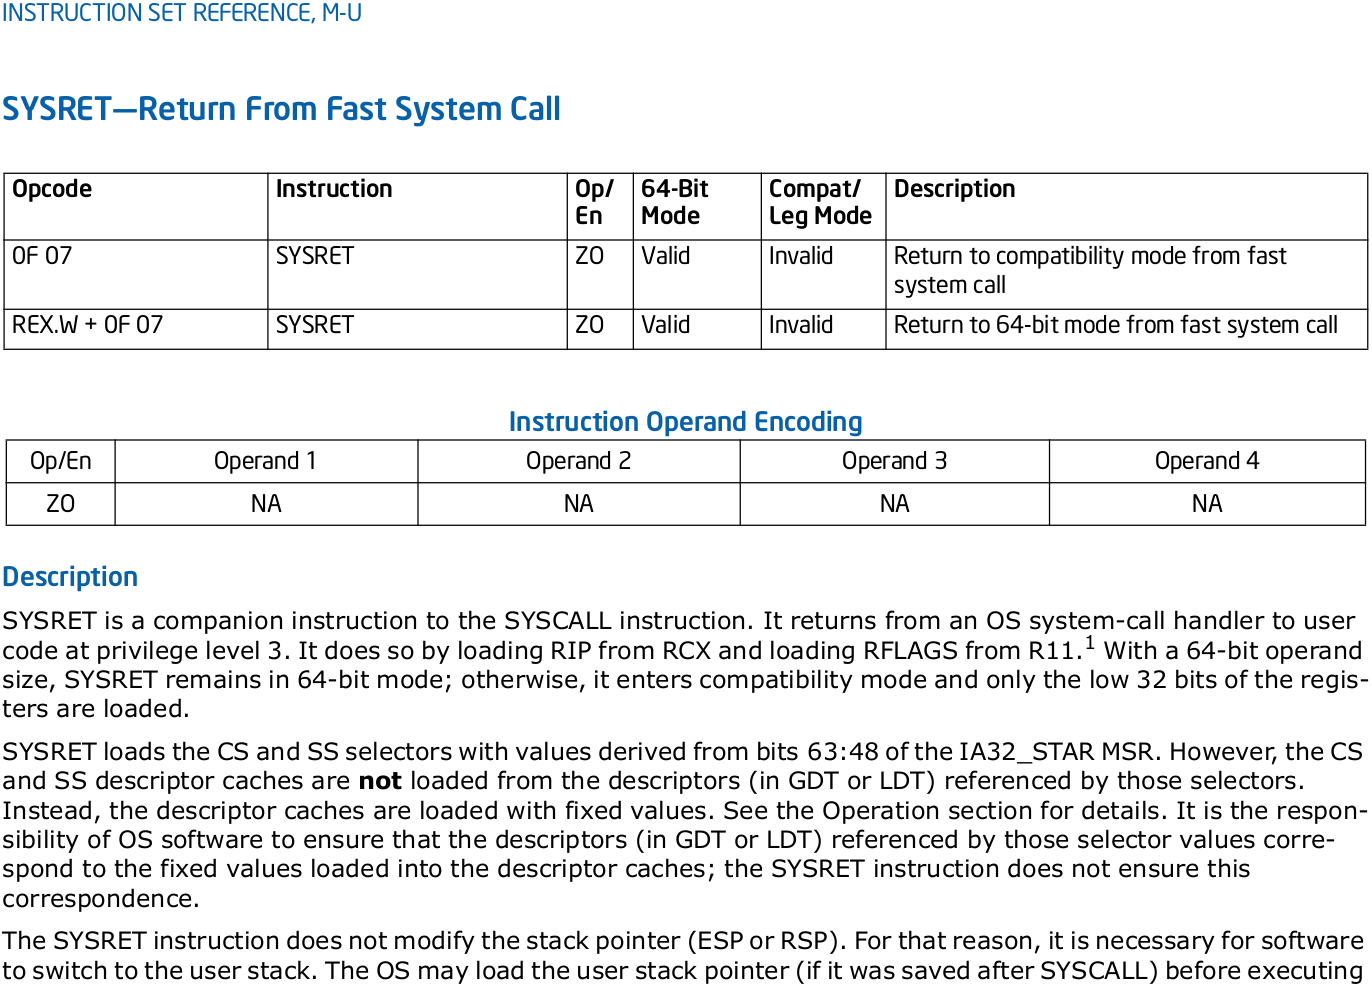 INSTRUCTION SET REFERENCE, M-U
SYSRET—Return From Fast System Call
Opcode Instruction Op/ En 64-Bit Mode Compat/ Leg Mode Description
0F 07 SYSRET ZO Valid Invalid Return to compatibility mode from fast
system call
REX.W + 0F 07 SYSRET ZO Valid Invalid Return to 64-bit mode from fast system call
Instruction Operand Encoding
Op/En Operand 1 Operand 2 Operand 3 Operand 4
ZO NA NA NA NA
Description
SYSRET is a companion instruction to the SYSCALL instruction. It returns from an OS system-call handler to user
code at privilege level 3. It does so by loading RIP from RCX and loading RFLAGS from R11.1 With a 64-bit operand
size, SYSRET remains in 64-bit mode; otherwise, it enters compatibility mode and only the low 32 bits of the regis-
ters are loaded.
SYSRET loads the CS and SS selectors with values derived from bits 63:48 of the IA32_STAR MSR. However, the CS
and SS descriptor caches are not loaded from the descriptors (in GDT or LDT) referenced by those selectors.
Instead, the descriptor caches are loaded with fixed values. See the Operation section for details. It is the respon-
sibility of OS software to ensure that the descriptors (in GDT or LDT) referenced by those selector values corre-
spond to the fixed values loaded into the descriptor caches; the SYSRET instruction does not ensure this
correspondence.
The SYSRET instruction does not modify the stack pointer (ESP or RSP). For that reason, it is necessary for software
to switch to the user stack. The OS may load the user stack pointer (if it was saved after SYSCALL) before executing